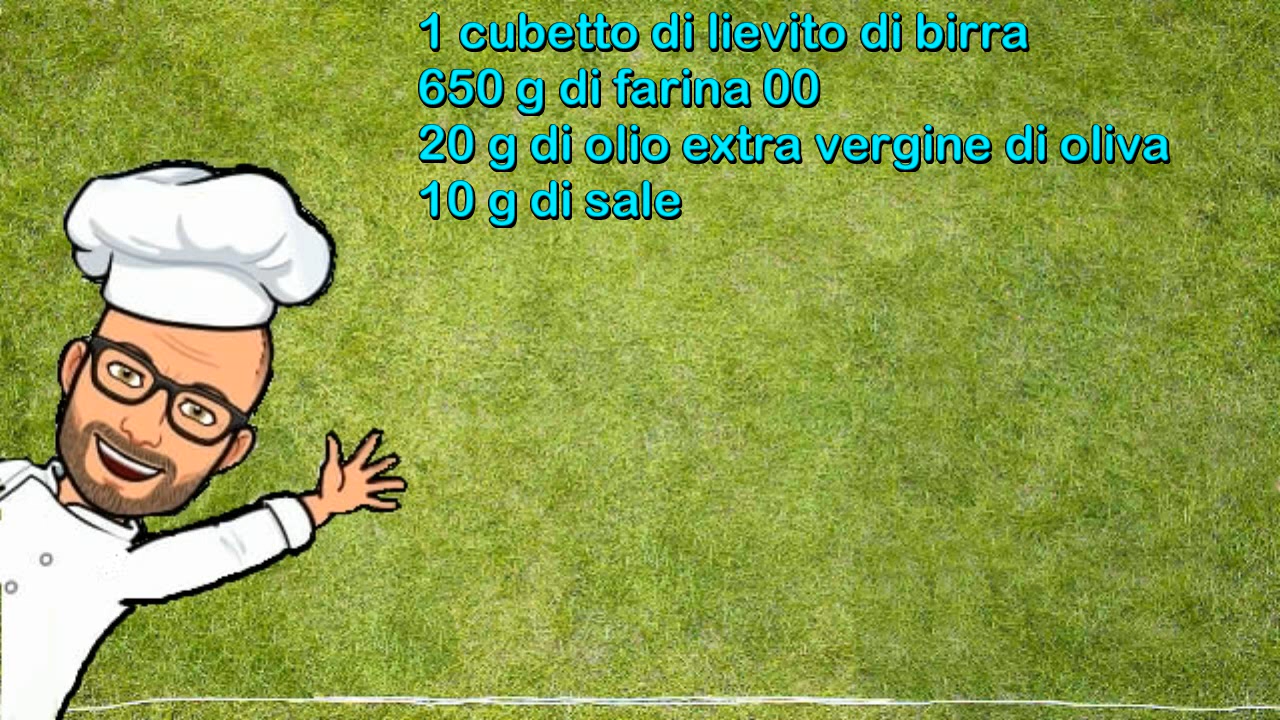 1 cubetto di lievito di birra
650 g di farina 00
20 g di olio extra vergine di oliva
10 g di sale